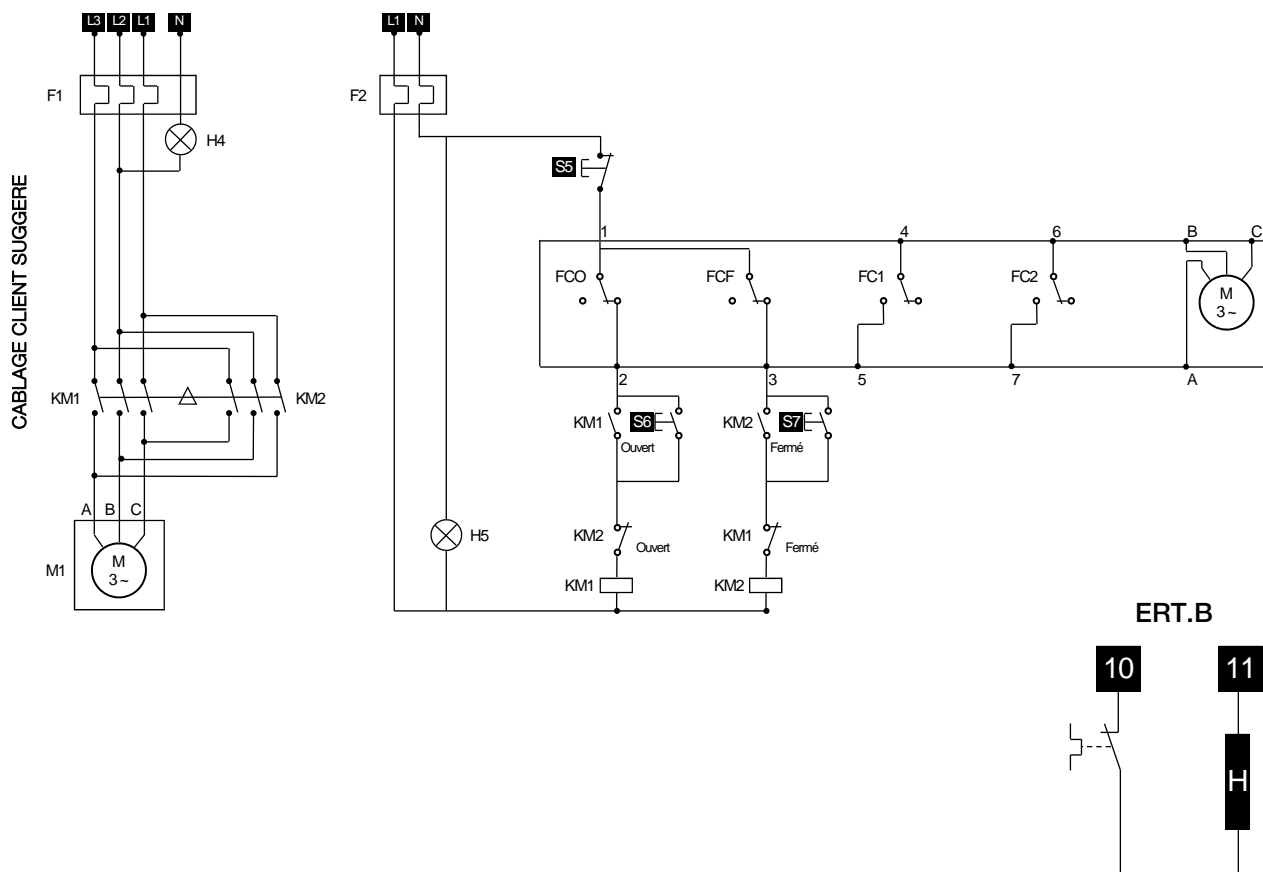 L3 L2 L1 N
L1 N
F1
F2
H4
CABLAGE CLIENT SUGGERE
S5
1
4
6
B
C
FCO
FCF
FC1
FC2
M
3~
2
3
5
7
A
KM1
KM2
KM1
S6
KM2
S7
Ouvert
Fermé
A B C
M1
M
3~
H5
KM2
Ouvert
KM1
Fermé
KM1
KM2
ERT.B
10
11
H